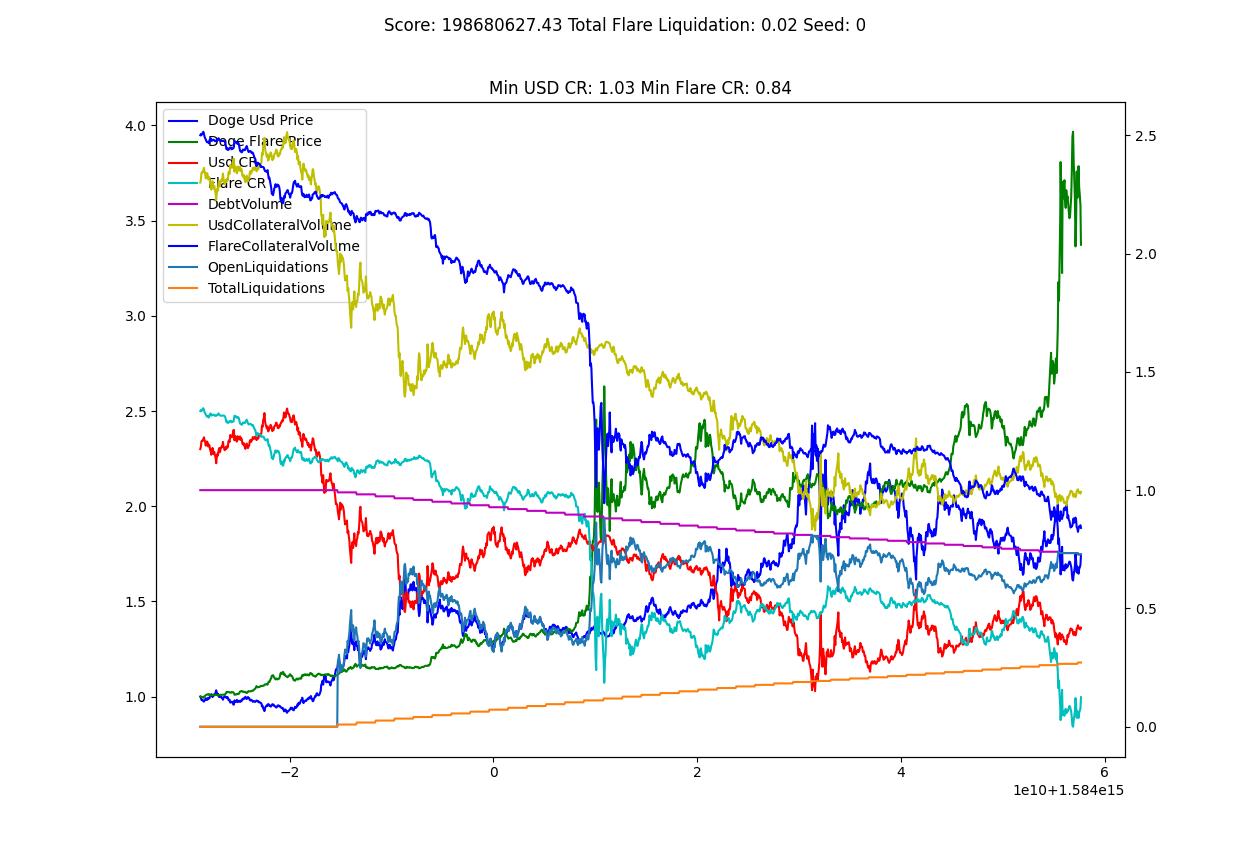 Score: 198680627.43 Total Flare Liquidation: 0.02 Seed: 0
Min USD CR: 1.03 Min Flare CR: 0.84
Doge Usd Price
Doge Flare Price
Usd CR
Flare CR
DebtVolume
UsdCollateralVolume
FlareCollateralVolume
OpenLiquidations
TotalLiquidations
4.0
3.5
3.0
2.5
2.0
1.5
1.0
2.5
2.0
1.5
1.0
0.5
0.0
−2 0 2 4 6
1e10+1.584e15